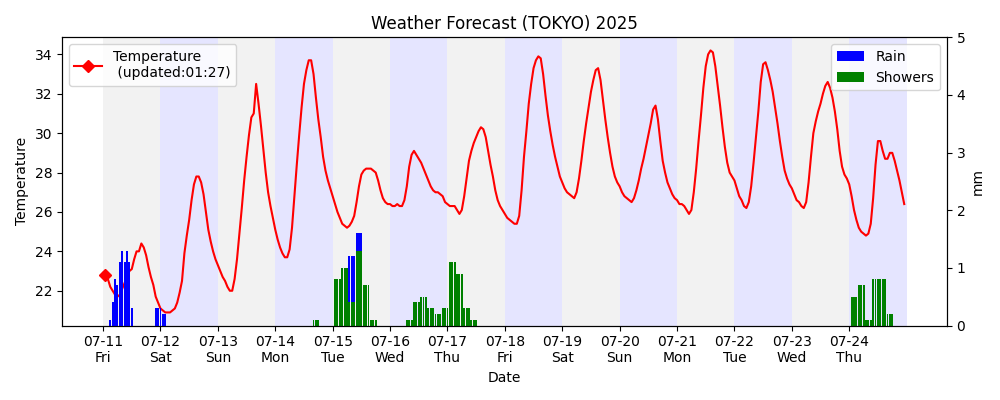 Weather Forecast (TOKYO) 2025
Temperature
(updated:01:27)
Rain
Showers
Temperature
34
32
30
28
26
24
22
5
4
3
2
1
0
mm
07-11 07-12 07-13 07-14 07-15 07-16 07-17 07-18 07-19 07-20 07-21 07-22 07-23 07-24
Fri Sat Sun Mon Tue Wed Thu Fri Sat Sun Mon Tue Wed Thu
Date